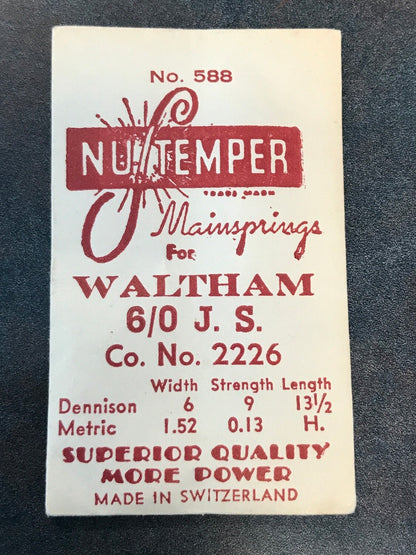 No. 588
NU-TEMPER
TRADE MARK
Mainsprings
FOR
WALTHAM
6/0 J. S.
Co. No. 2226
Width Strength Length
Dennison 6 9 13½
Metric 1.52 0.13 H.
SUPERIOR QUALITY
MORE POWER
MADE IN SWITZERLAND